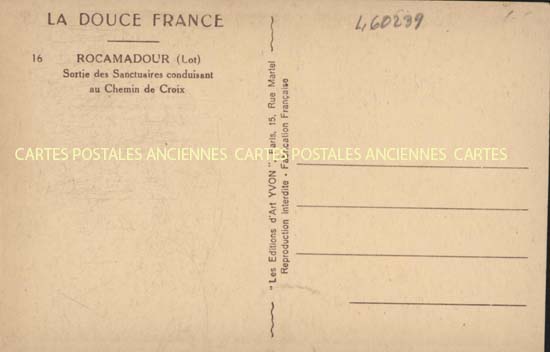 LA DOUCE FRANCE
460239
16 ROCAMADOUR (Lot)
Sortie des Sanctuaires conduisant
au Chemin de Croix
CARTES POSTALES ANCIENNES CARTES POSTALES ANCIENNES CARTES
"Les Editions d'Art YVON", Paris, 15, Rue Martel
Reproduction Interdite - Fabrication Française